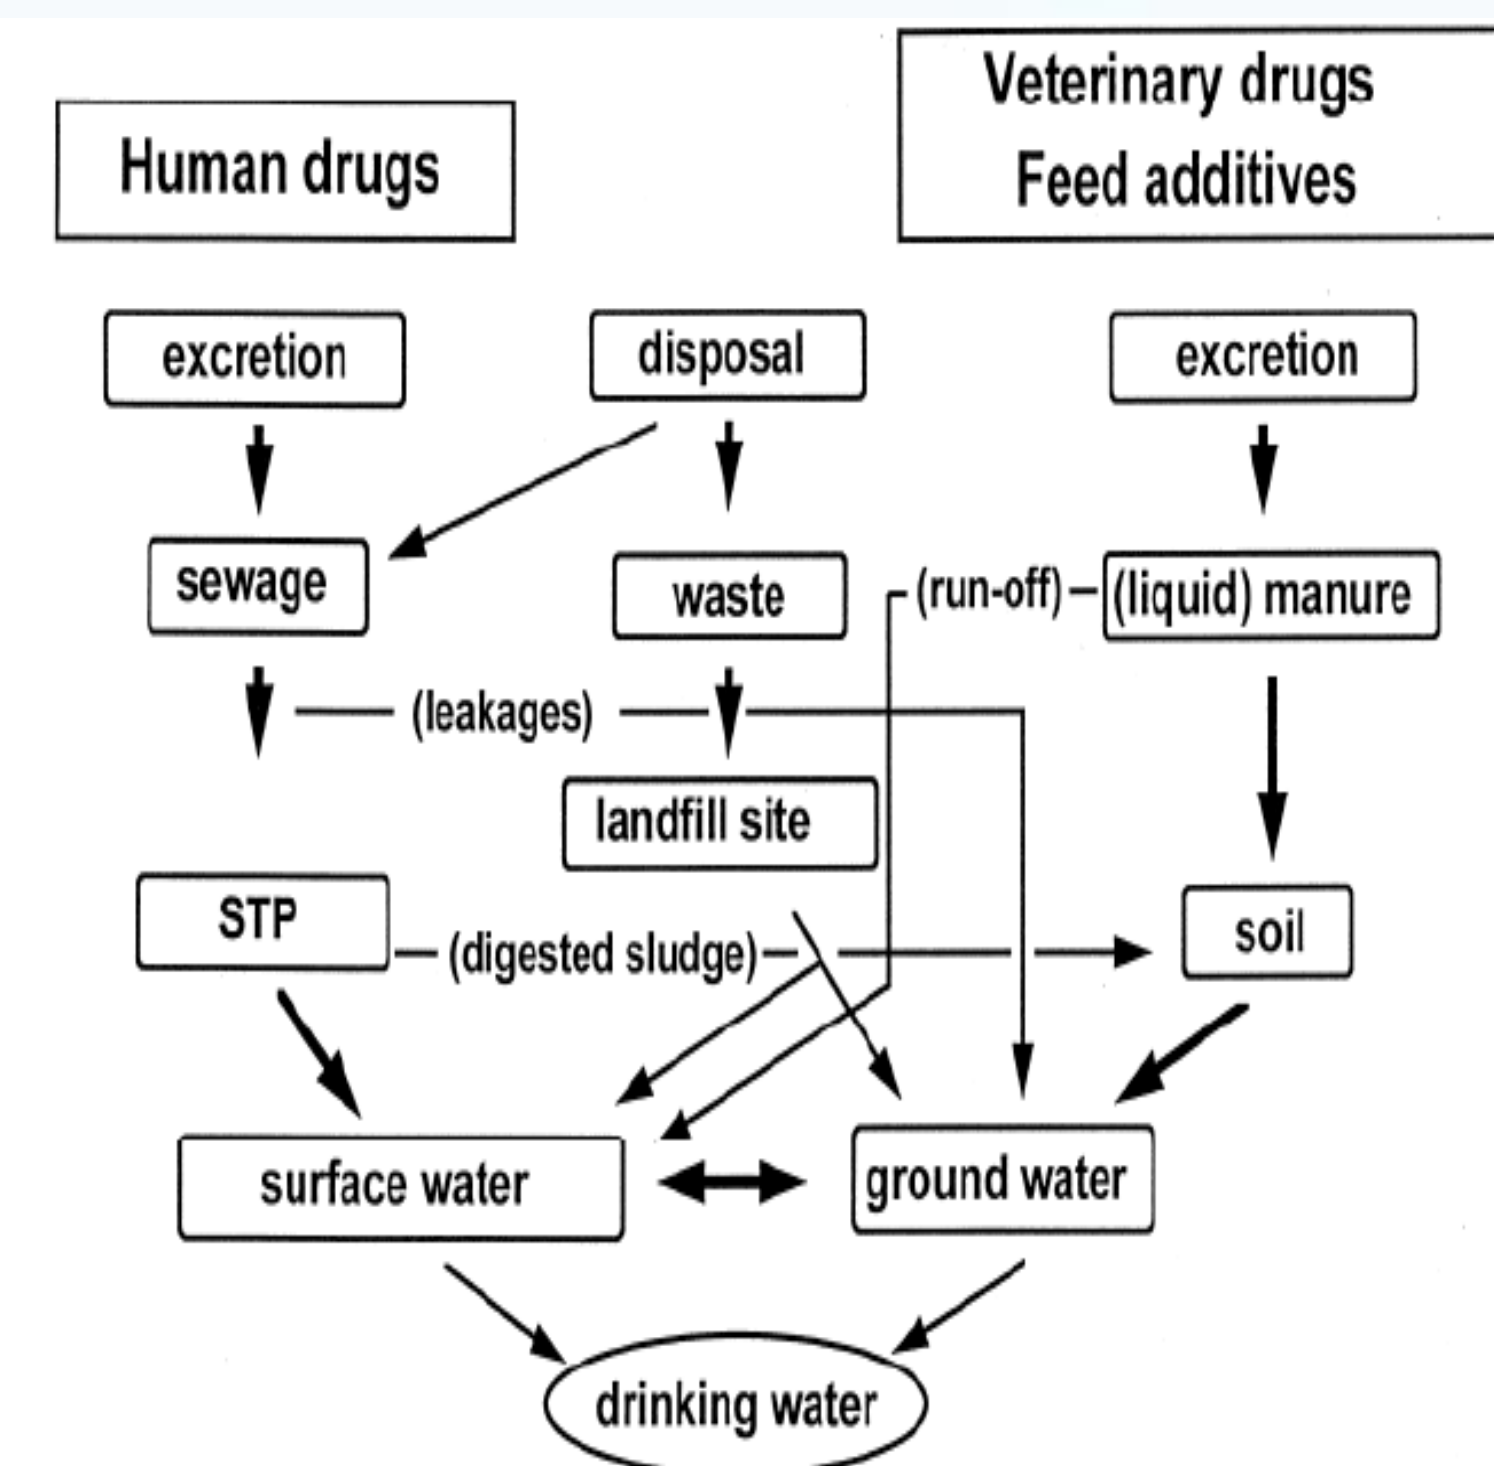 Human drugs
Veterinary drugs
Feed additives
excretion
disposal
excretion
sewage
waste
(run-off)
(liquid) manure
(leakages)
landfill site
STP
(digested sludge)
soil
surface water
ground water
drinking water